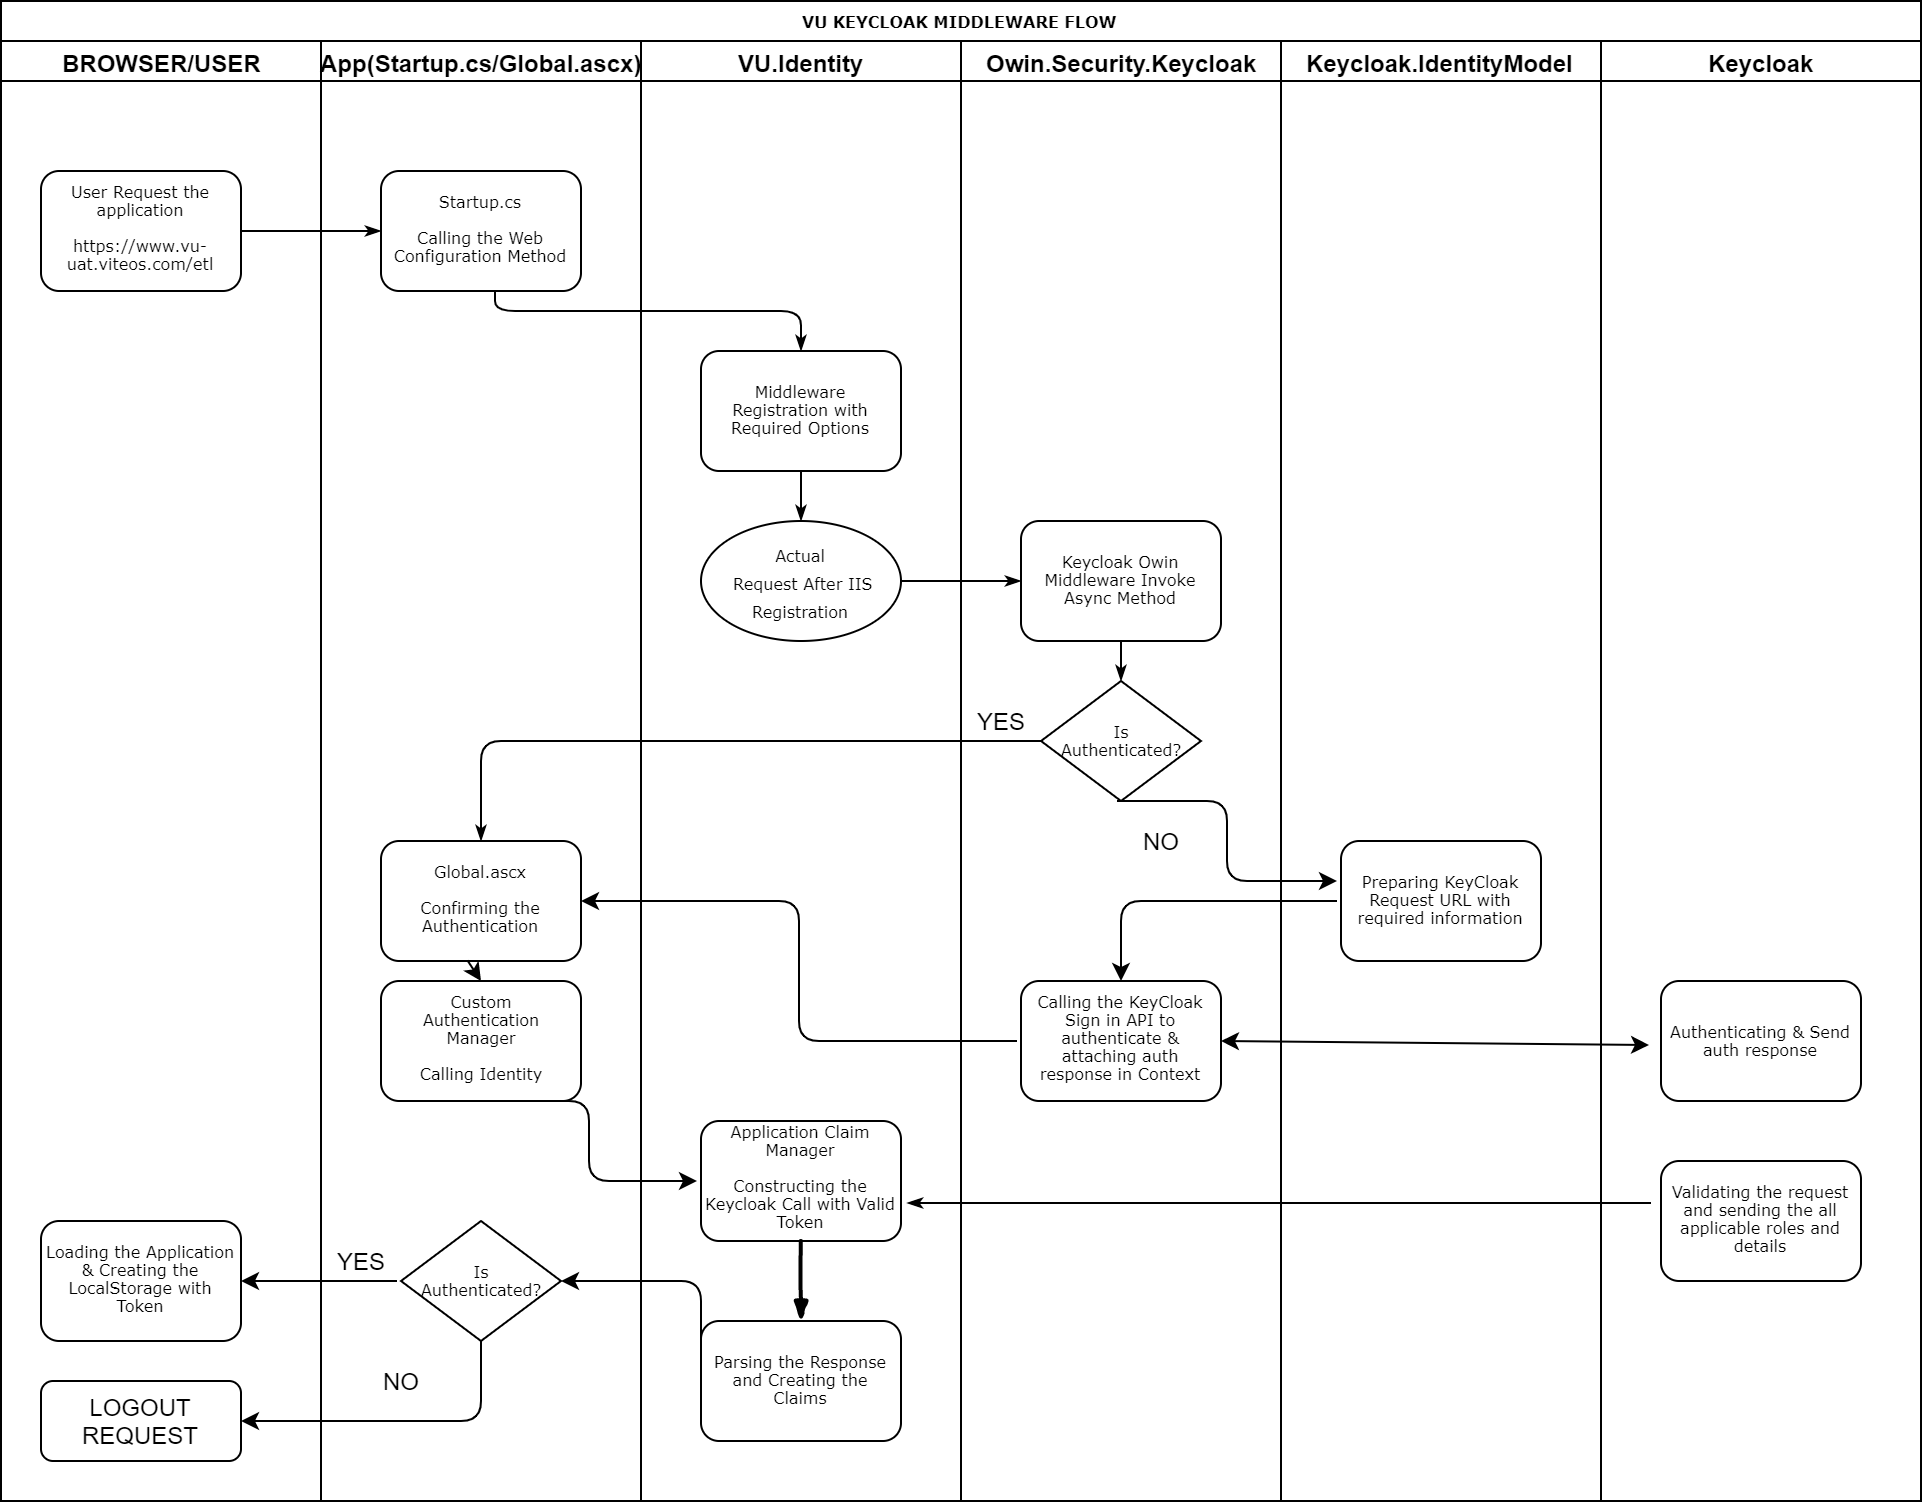 VU KEYCLOAK MIDDLEWARE FLOW
BROWSER/USER
App(Startup.cs/Global.ascx)
VU.Identity
Owin.Security.Keycloak
Keycloak.IdentityModel
Keycloak
User Request the
application
https://www.vu-
uat.viteos.com/etl
Startup.cs
Calling the Web
Configuration Method
Middleware
Registration with
Required Options
Actual
Request After IIS
Registration
Keycloak Owin
Middleware Invoke
Async Method
YES
Is
Authenticated?
NO
Global.ascx
Confirming the
Authentication
Preparing KeyCloak
Request URL with
required information
Custom
Authentication
Manager
Calling Identity
Calling the KeyCloak
Sign in API to
authenticate &
attaching auth
response in Context
Authenticating & Send
auth response
Application Claim
Manager
Constructing the
Keycloak Call with Valid
Token
Validating the request
and sending the all
applicable roles and
details
Loading the Application
& Creating the
LocalStorage with
Token
YES
Is
Authenticated?
NO
Parsing the Response
and Creating the
Claims
LOGOUT
REQUEST